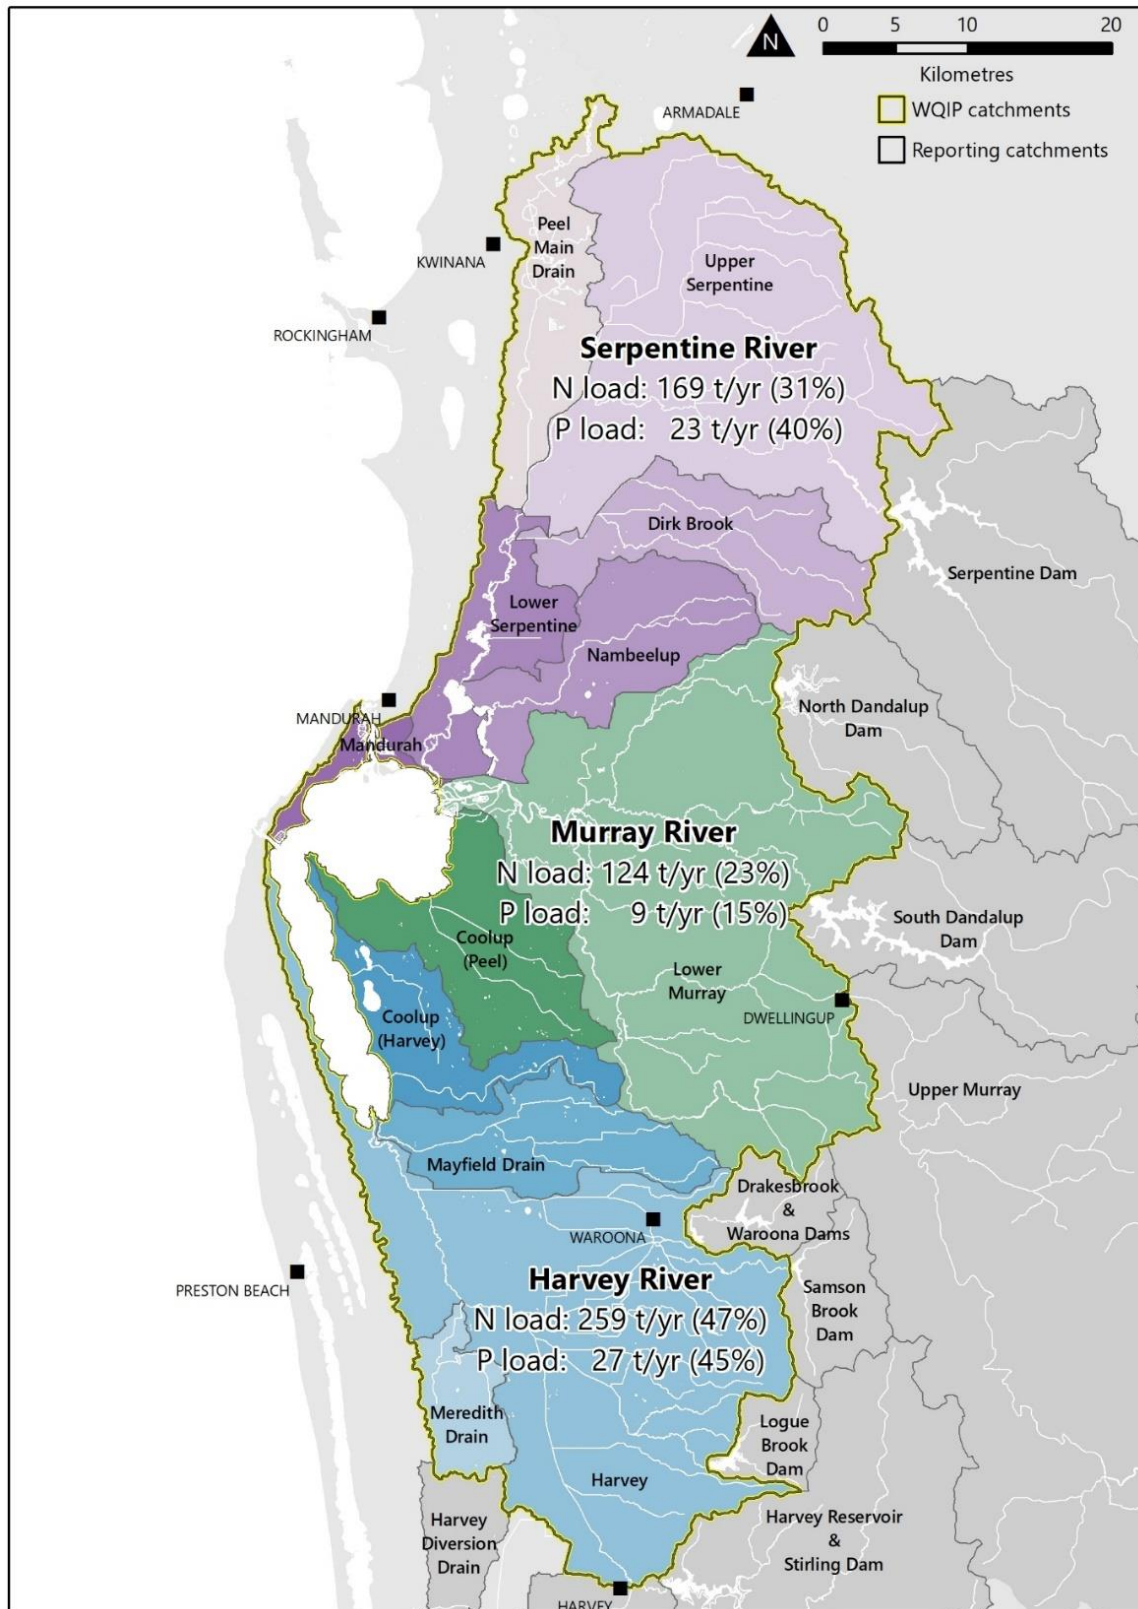 N
0 5 10 20
Kilometres
WQIP catchments
Reporting catchments
ARMADALE
Peel
Main
Drain
KWINANA
Upper
Serpentine
ROCKINGHAM
Serpentine River
N load: 169 t/yr (31%)
P load: 23 t/yr (40%)
Dirk Brook
Serpentine Dam
Lower
Serpentine
Nambeelup
North Dandalup
Dam
MANDURAH
Mandurah
Murray River
N load: 124 t/yr (23%)
P load: 9 t/yr (15%)
South Dandalup
Dam
Coolup
(Peel)
Lower
Murray
DWELLINGUP
Coolup
(Harvey)
Upper Murray
Mayfield Drain
Drakesbrook
&
Waroona Dams
WAROONA
PRESTON BEACH
Harvey River
N load: 259 t/yr (47%)
P load: 27 t/yr (45%)
Samson
Brook
Dam
Meredith
Drain
Logue
Brook
Dam
Harvey
Harvey
Diversion
Drain
Harvey Reservoir
&
Stirling Dam
HARVEY